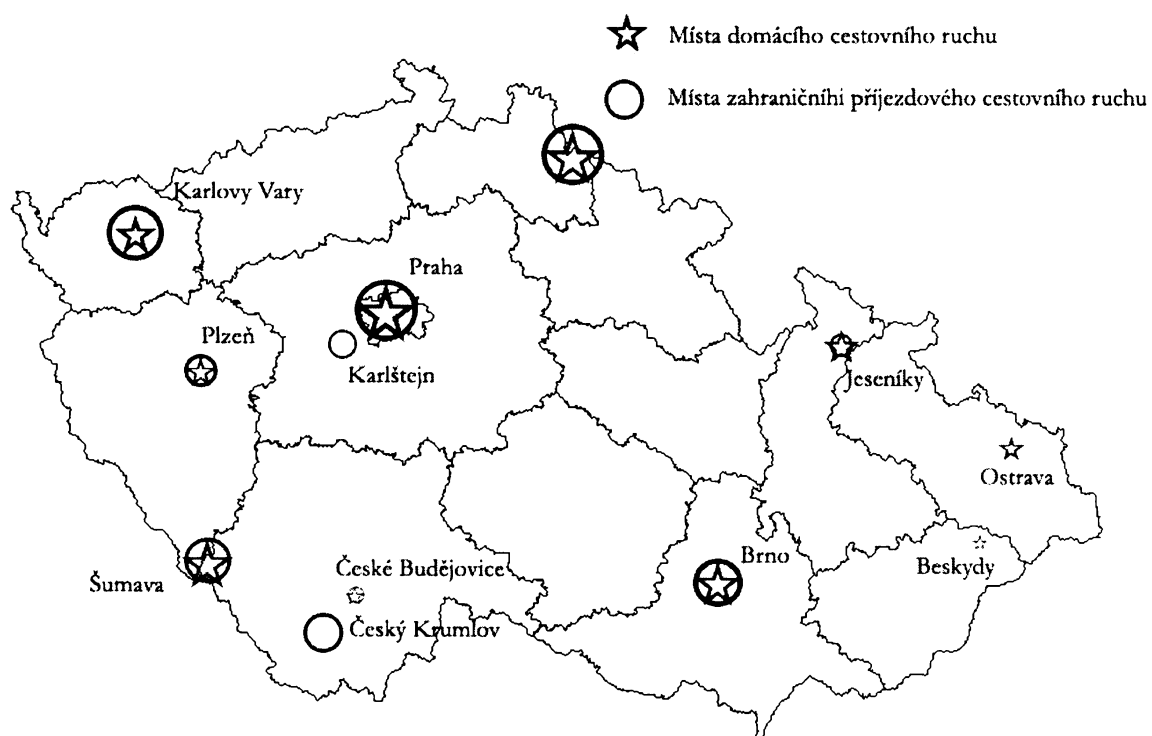 Místa domácího cestovního ruchu
Místa zahraničníhi příjezdového cestovního ruchu
Karlovy Vary
Praha
Plzeň
Karlštejn
Jeseníky
Ostrava
Brno
Beskydy
Šumava
České Budějovice
Český Krumlov